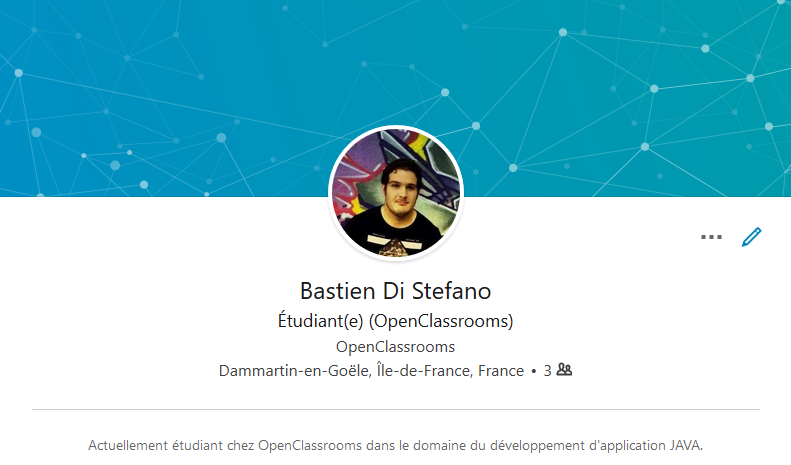 Bastien Di Stefano
Étudiant(e) (OpenClassrooms)
OpenClassrooms
Dammartin-en-Goële, Île-de-France, France • 3
Actuellement étudiant chez OpenClassrooms dans le domaine du développement d'application JAVA.